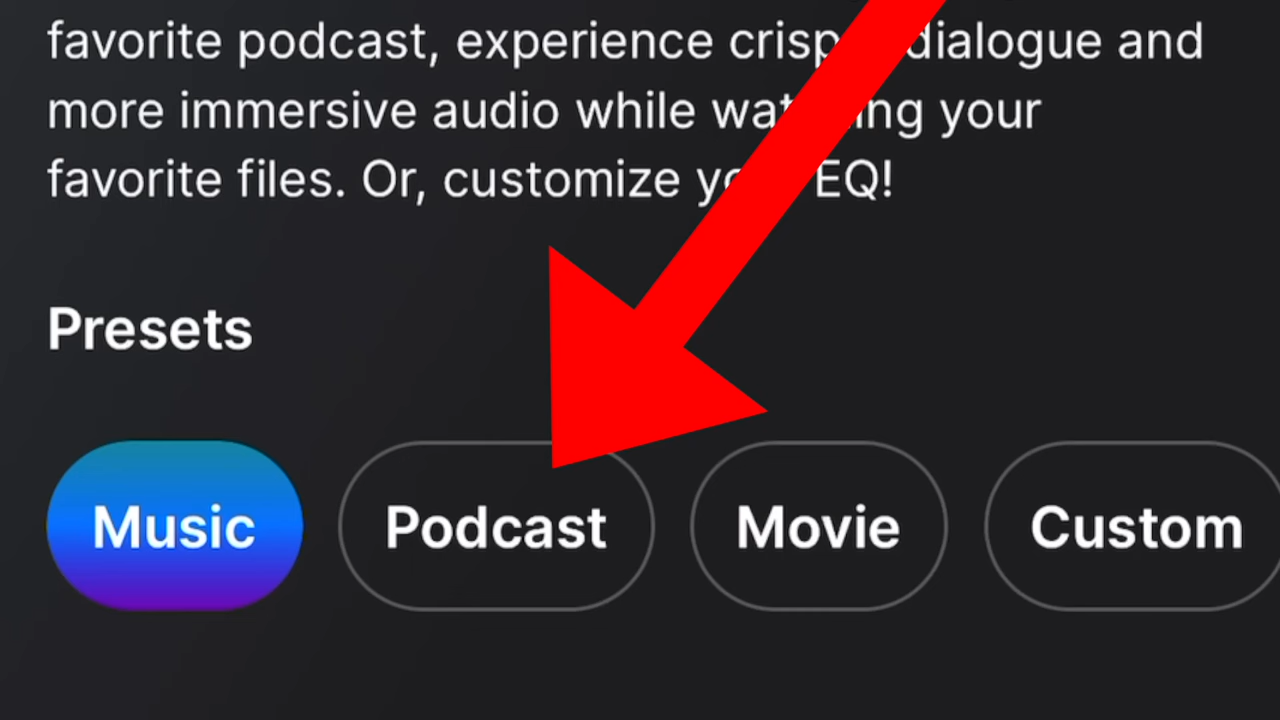 favorite podcast, experience crisp dialogue and
more immersive audio while your
favorite files. Or, customize EQ!
Presets
Music
Podcast
Movie
Custom